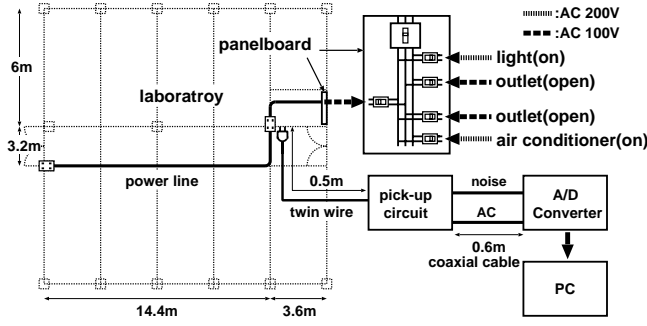 :AC 200V
:AC 100V
panelboard
light(on)
outlet(open)
outlet(open)
air conditioner(on)
6m
laboratroy
3.2m
power line
0.5m
twin wire
pick-up
circuit
noise
AC
A/D
Converter
0.6m
coaxial cable
PC
14.4m
3.6m